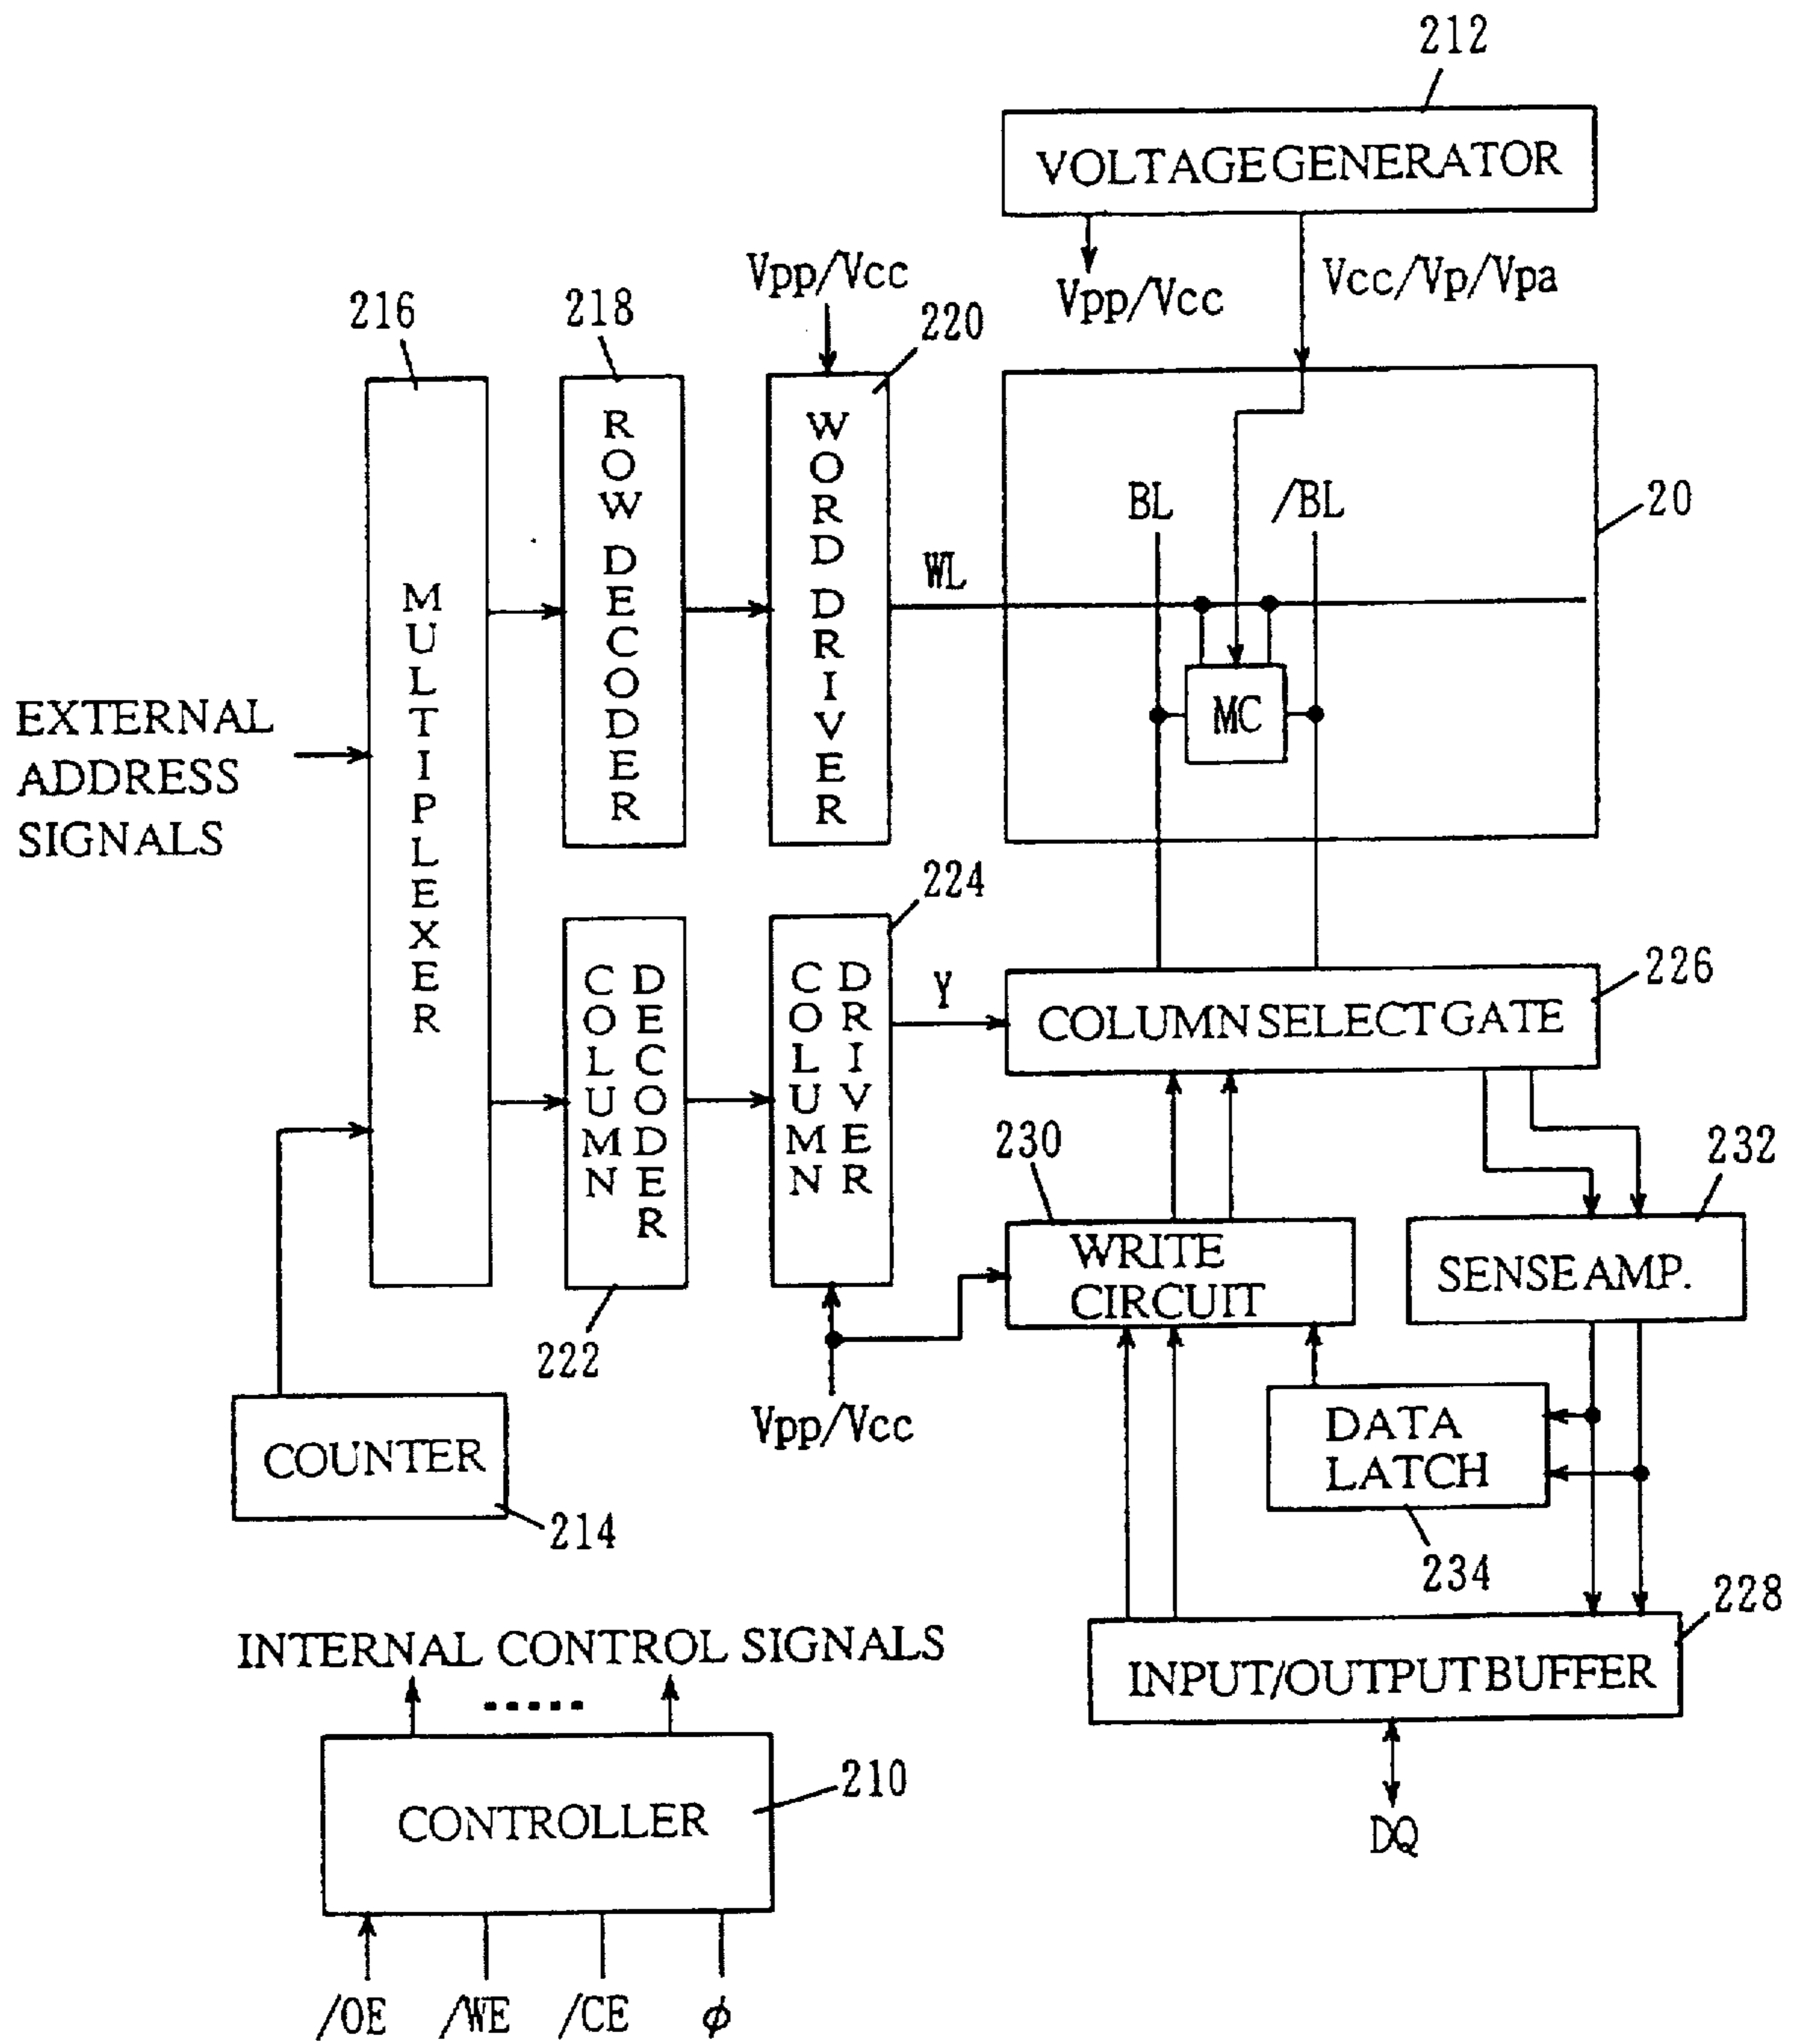 212
VOLTAGE GENERATOR
Vpp/Vcc
Vpp/Vcc
Vcc/Vp/Vpa
216
218
220
MULTIPLEXER
ROW DECODER
WORD DRIVER
BL
/BL
20
WL
MC
EXTERNAL
ADDRESS
SIGNALS
224
COLUMN
DECODER
COLUMN
DRIVER
Y
226
COLUMN SELECT GATE
230
232
WRITE
CIRCUIT
SENSE AMP.
222
Vpp/Vcc
COUNTER
214
DATA
LATCH
234
228
INTERNAL CONTROL SIGNALS
.....
INPUT/OUTPUT BUFFER
210
CONTROLLER
DQ
/OE
/WE
/CE
φ